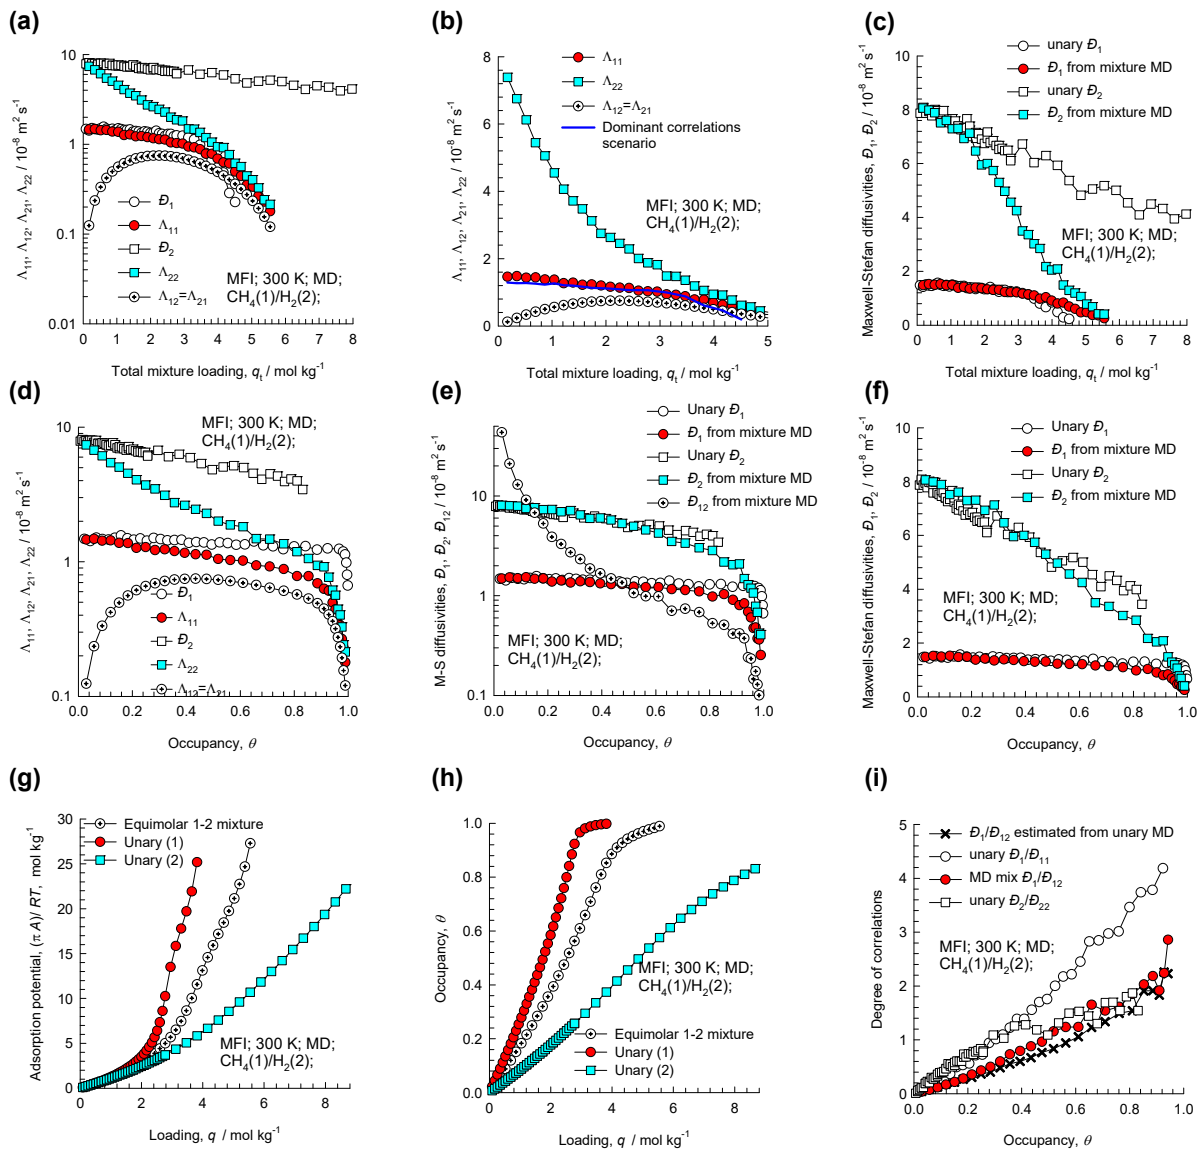 (a)
10
1
0.1
0.01
0 1 2 3 4 5 6 7 8
Λ11, Λ12, Λ21, Λ22 / 10-8 m2 s-1
Total mixture loading, qt / mol kg-1
Đ1
Λ11
Đ2
Λ22
Λ12=Λ21
MFI; 300 K; MD;
CH4(1)/H2(2);
(b)
8
6
4
2
0
0 1 2 3 4 5
Λ11, Λ12, Λ21, Λ22 / 10-8 m2 s-1
Total mixture loading, qt / mol kg-1
Λ11
Λ22
Λ12=Λ21
Dominant correlations
scenario
MFI; 300 K; MD;
CH4(1)/H2(2);
(c)
unary Đ1
Đ1 from mixture MD
unary Đ2
Đ2 from mixture MD
10
8
6
4
2
0
0 1 2 3 4 5 6 7 8
Maxwell-Stefan diffusivities, Đ1, Đ2 / 10-8 m2 s-1
Total mixture loading, qt / mol kg-1
MFI; 300 K; MD;
CH4(1)/H2(2);
(d)
MFI; 300 K; MD;
CH4(1)/H2(2);
10
1
0.1
0.0 0.2 0.4 0.6 0.8 1.0
Λ11, Λ12, Λ21, Λ22 / 10-8 m2 s-1
Occupancy, θ
Đ1
Λ11
Đ2
Λ22
Λ12=Λ21
(e)
Unary Đ1
Đ1 from mixture MD
Unary Đ2
Đ2 from mixture MD
Đ12 from mixture MD
10
1
0.1
0.0 0.2 0.4 0.6 0.8 1.0
M-S diffusivities, Đ1, Đ2, Đ12 / 10-8 m2 s-1
Occupancy, θ
MFI; 300 K; MD;
CH4(1)/H2(2);
(f)
Unary Đ1
Đ1 from mixture MD
Unary Đ2
Đ2 from mixture MD
10
8
6
4
2
0
0.0 0.2 0.4 0.6 0.8 1.0
Maxwell-Stefan diffusivities, Đ1, Đ2 / 10-8 m2 s-1
Occupancy, θ
MFI; 300 K; MD;
CH4(1)/H2(2);
(g)
30
25
20
15
10
5
0
0 2 4 6 8
Adsorption potential, (π A)/ RT, mol kg-1
Loading, q / mol kg-1
Equimolar 1-2 mixture
Unary (1)
Unary (2)
MFI; 300 K; MD;
CH4(1)/H2(2);
(h)
1.0
0.8
0.6
0.4
0.2
0.0
0 2 4 6 8
Occupancy, θ
Loading, q / mol kg-1
MFI; 300 K; MD;
CH4(1)/H2(2);
Equimolar 1-2 mixture
Unary (1)
Unary (2)
(i)
5
4
3
2
1
0
0.0 0.2 0.4 0.6 0.8 1.0
Degree of correlations
Occupancy, θ
Đ1/Đ12 estimated from unary MD
unary Đ1/Đ11
MD mix Đ1/Đ12
unary Đ2/Đ22
MFI; 300 K; MD;
CH4(1)/H2(2);